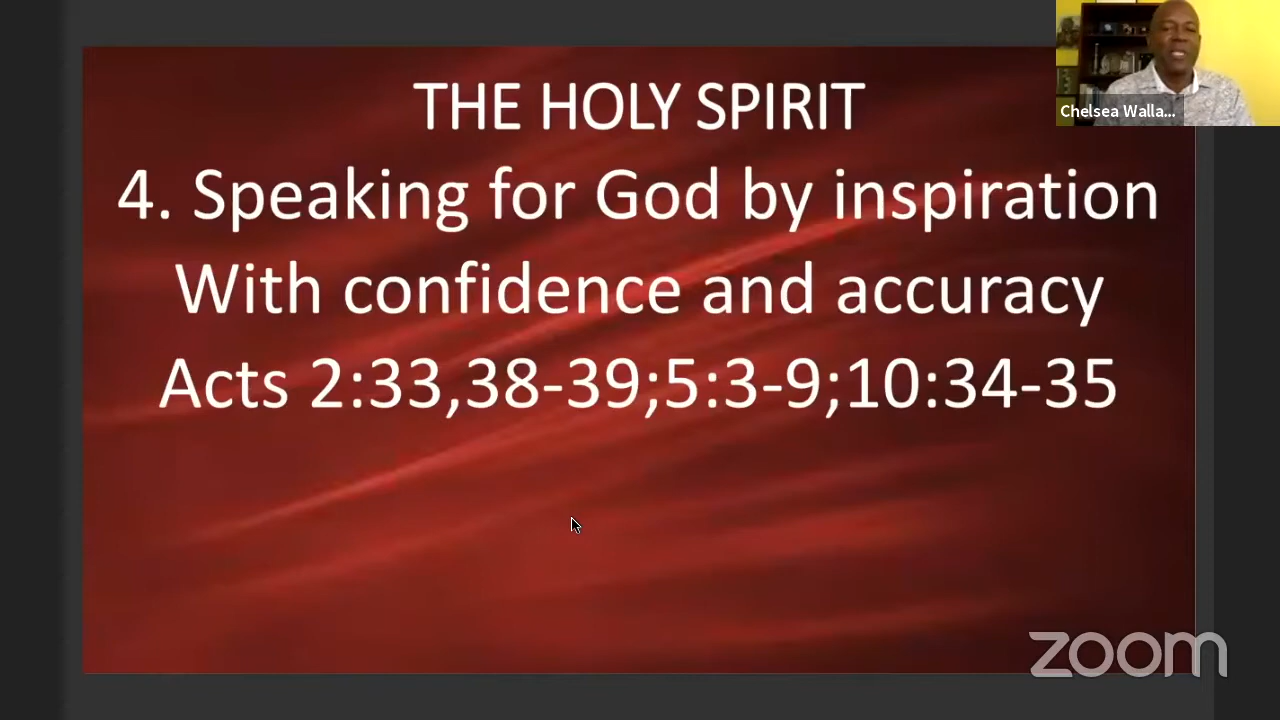 THE HOLY SPIRIT
4. Speaking for God by inspiration
With confidence and accuracy
Acts 2:33,38-39;5:3-9;10:34-35
Chelsea Walla...
zoom